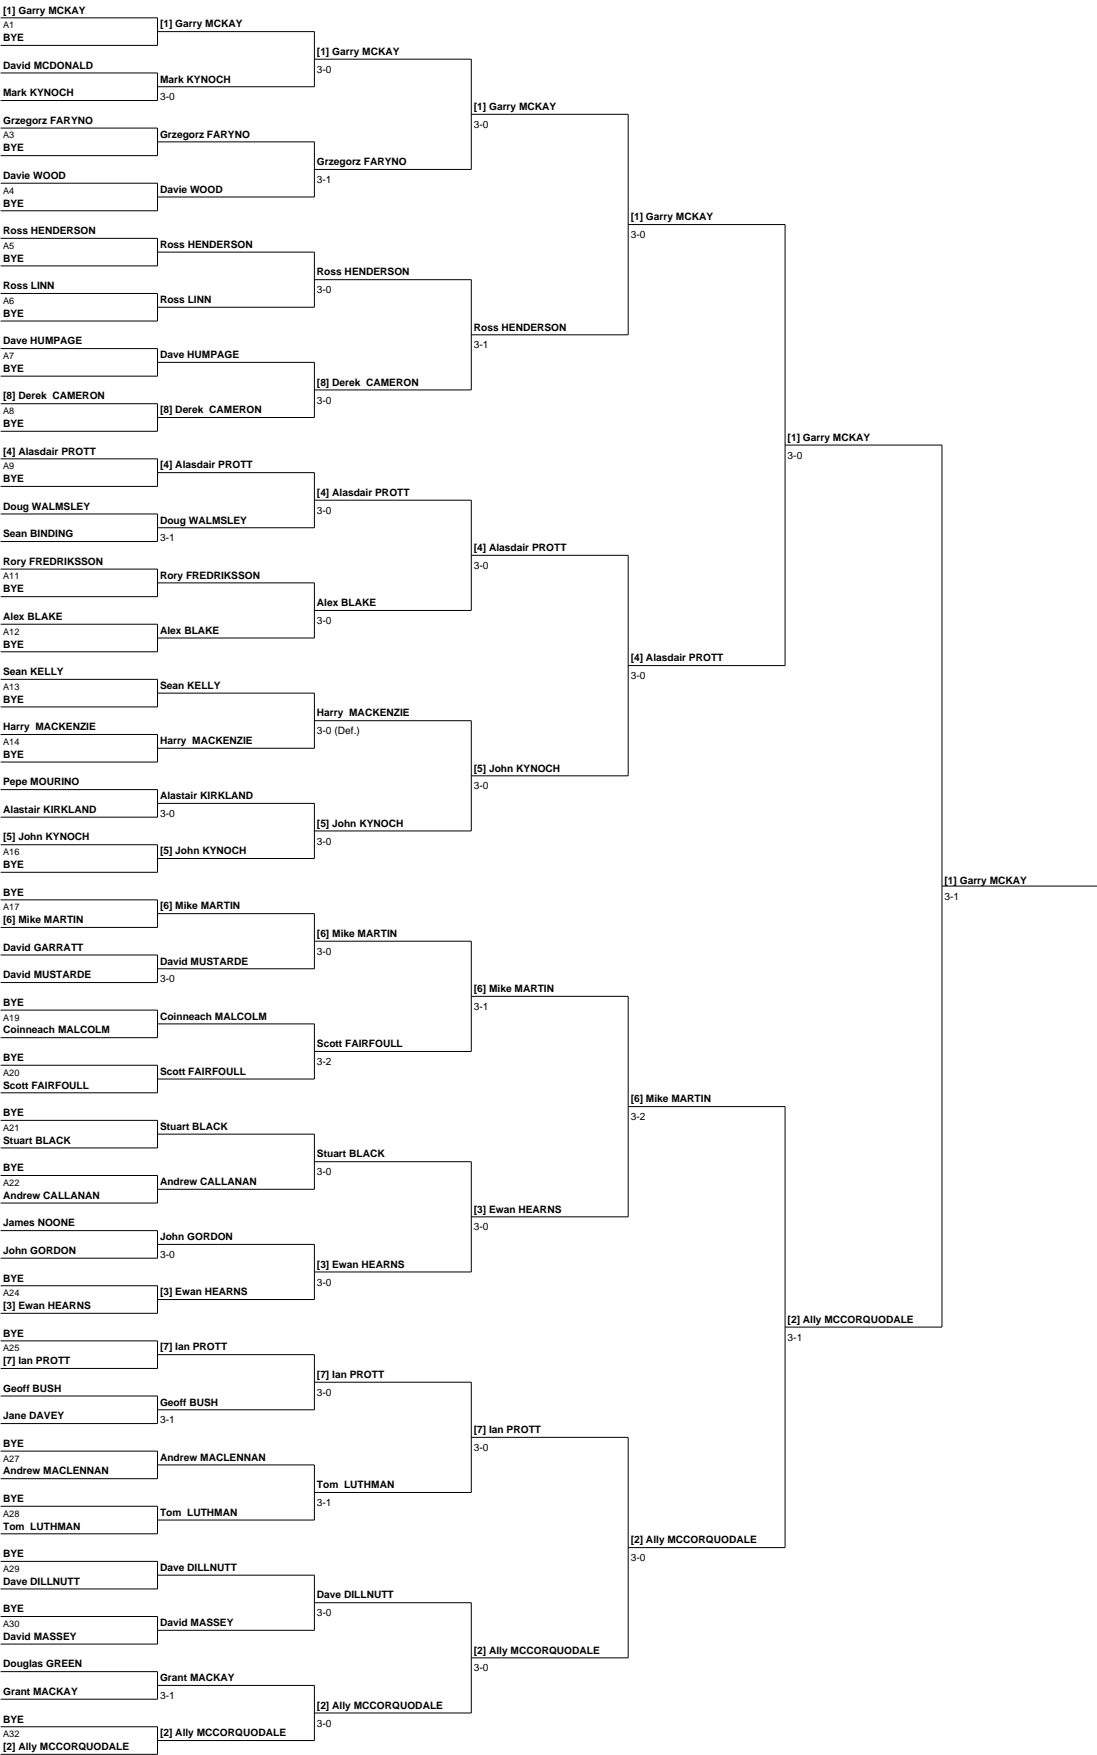 [1] Garry MCKAY
A1
BYE
David MCDONALD
Mark KYNOCH
Grzegorz FARYNO
A3
BYE
Davie WOOD
A4
BYE
Ross HENDERSON
A5
BYE
Ross LINN
A6
BYE
Dave HUMPAGE
A7
BYE
[8] Derek  CAMERON
A8
BYE
[4] Alasdair PROTT
A9
BYE
Doug WALMSLEY
Sean BINDING
Rory FREDRIKSSON
A11
BYE
Alex BLAKE
A12
BYE
Sean KELLY
A13
BYE
Harry  MACKENZIE
A14
BYE
Pepe MOURINO
Alastair KIRKLAND
[5] John KYNOCH
A16
BYE
BYE
A17
[6] Mike MARTIN
David GARRATT
David MUSTARDE
BYE
A19
Coinneach MALCOLM
BYE
A20
Scott FAIRFOULL
BYE
A21
Stuart BLACK
BYE
A22
Andrew CALLANAN
James NOONE
John GORDON
BYE
A24
[3] Ewan HEARNS
BYE
A25
[7] Ian PROTT
Geoff BUSH
Jane DAVEY
BYE
A27
Andrew MACLENNAN
BYE
A28
Tom  LUTHMAN
BYE
A29
Dave DILLNUTT
BYE
A30
David MASSEY
Douglas GREEN
Grant MACKAY
BYE
A32
[2] Ally MCCORQUODALE
[1] Garry MCKAY
Mark KYNOCH
3-0
Grzegorz FARYNO
Davie WOOD
Ross HENDERSON
Ross LINN
Dave HUMPAGE
[8] Derek  CAMERON
[4] Alasdair PROTT
Doug WALMSLEY
3-1
Rory FREDRIKSSON
Alex BLAKE
Sean KELLY
Harry  MACKENZIE
Alastair KIRKLAND
3-0
[5] John KYNOCH
[6] Mike MARTIN
David MUSTARDE
3-0
Coinneach MALCOLM
Scott FAIRFOULL
Stuart BLACK
Andrew CALLANAN
John GORDON
3-0
[3] Ewan HEARNS
[7] Ian PROTT
Geoff BUSH
3-1
Andrew MACLENNAN
Tom  LUTHMAN
Dave DILLNUTT
David MASSEY
Grant MACKAY
3-1
[2] Ally MCCORQUODALE
[1] Garry MCKAY
3-0
Grzegorz FARYNO
3-1
Ross HENDERSON
3-0
[8] Derek  CAMERON
3-0
[4] Alasdair PROTT
3-0
Alex BLAKE
3-0
Harry  MACKENZIE
3-0 (Def.)
[5] John KYNOCH
3-0
[6] Mike MARTIN
3-0
Scott FAIRFOULL
3-2
Stuart BLACK
3-0
[3] Ewan HEARNS
3-0
[7] Ian PROTT
3-0
Tom  LUTHMAN
3-1
Dave DILLNUTT
3-0
[2] Ally MCCORQUODALE
3-0
[1] Garry MCKAY
3-0
Ross HENDERSON
3-1
[4] Alasdair PROTT
3-0
[5] John KYNOCH
3-0
[6] Mike MARTIN
3-1
[3] Ewan HEARNS
3-0
[7] Ian PROTT
3-0
[2] Ally MCCORQUODALE
3-0
[1] Garry MCKAY
3-0
[4] Alasdair PROTT
3-0
[6] Mike MARTIN
3-2
[2] Ally MCCORQUODALE
3-0
[1] Garry MCKAY
3-0
[2] Ally MCCORQUODALE
3-1
[1] Garry MCKAY
3-1